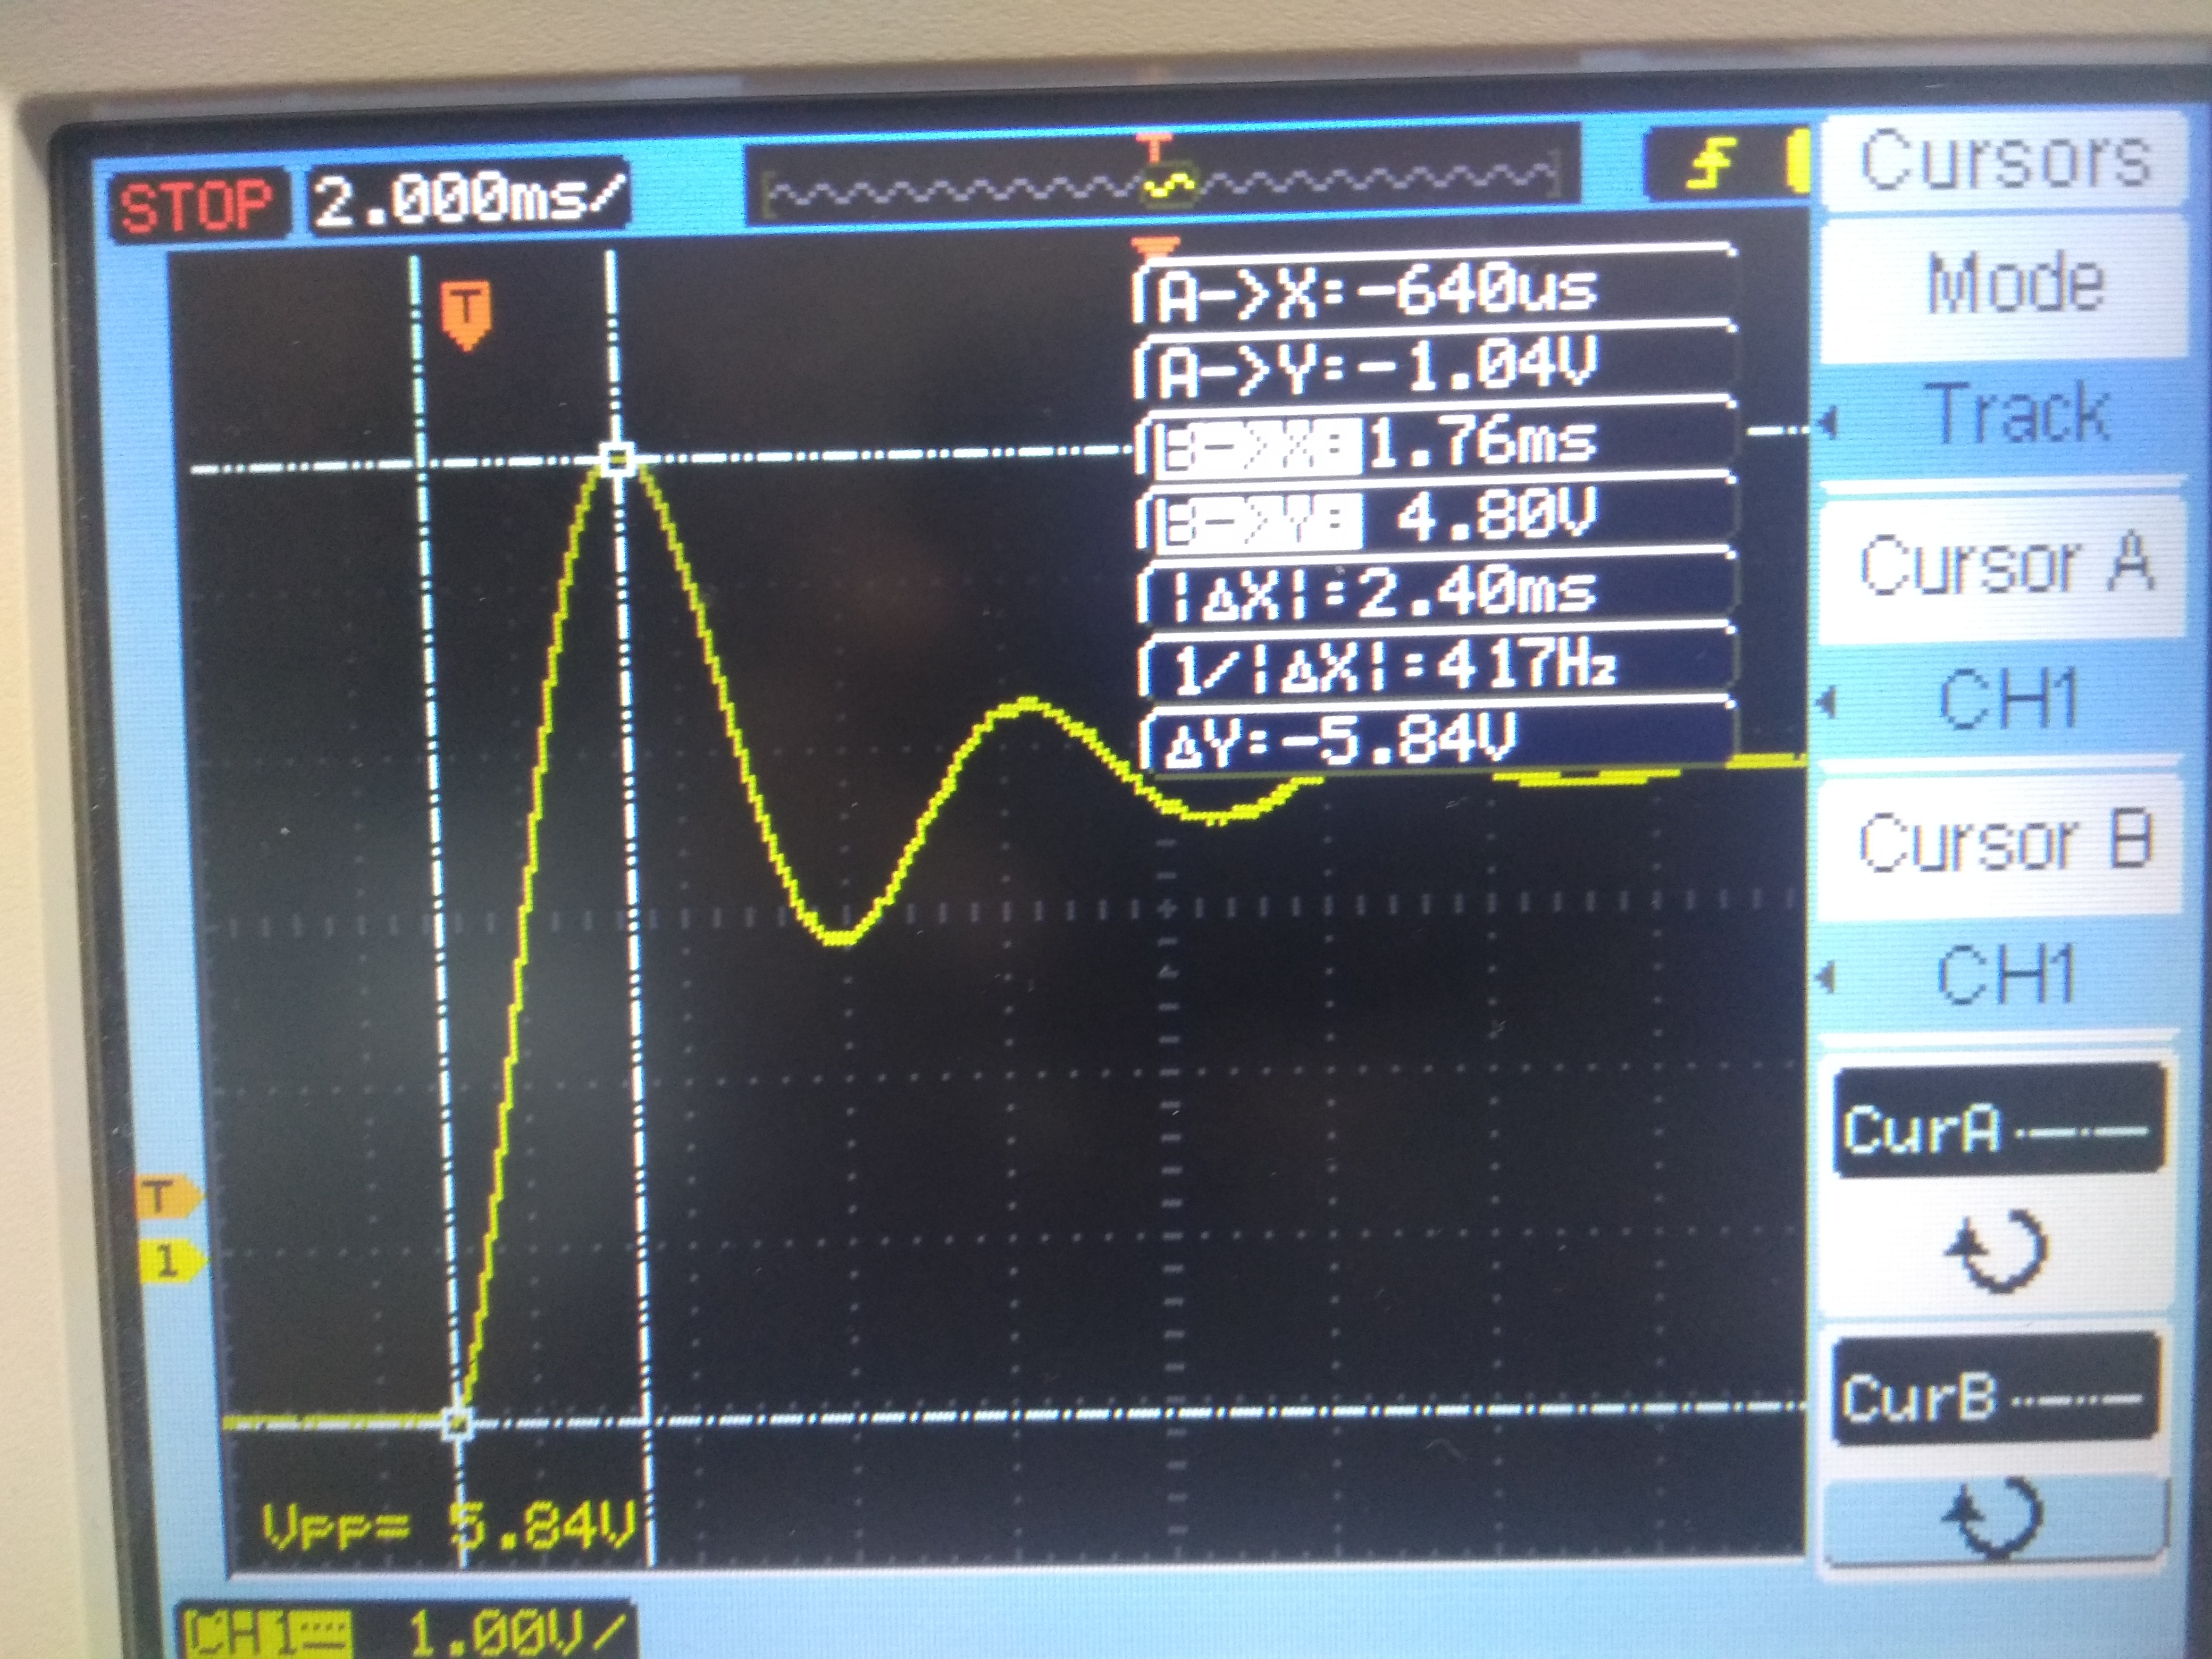 STOP 2.000ms/ T Cursors
T
A->X:-640us
A->Y:-1.04V
B->X: 1.76ms
B->Y: 4.80V
|ΔX|:2.40ms
1/|ΔX|:417Hz
ΔY:-5.84V
Mode
Track
Cursor A
CH1
Cursor B
CH1
CurA
CurB
T
1
Vpp= 5.84V
CH1 1.00V/